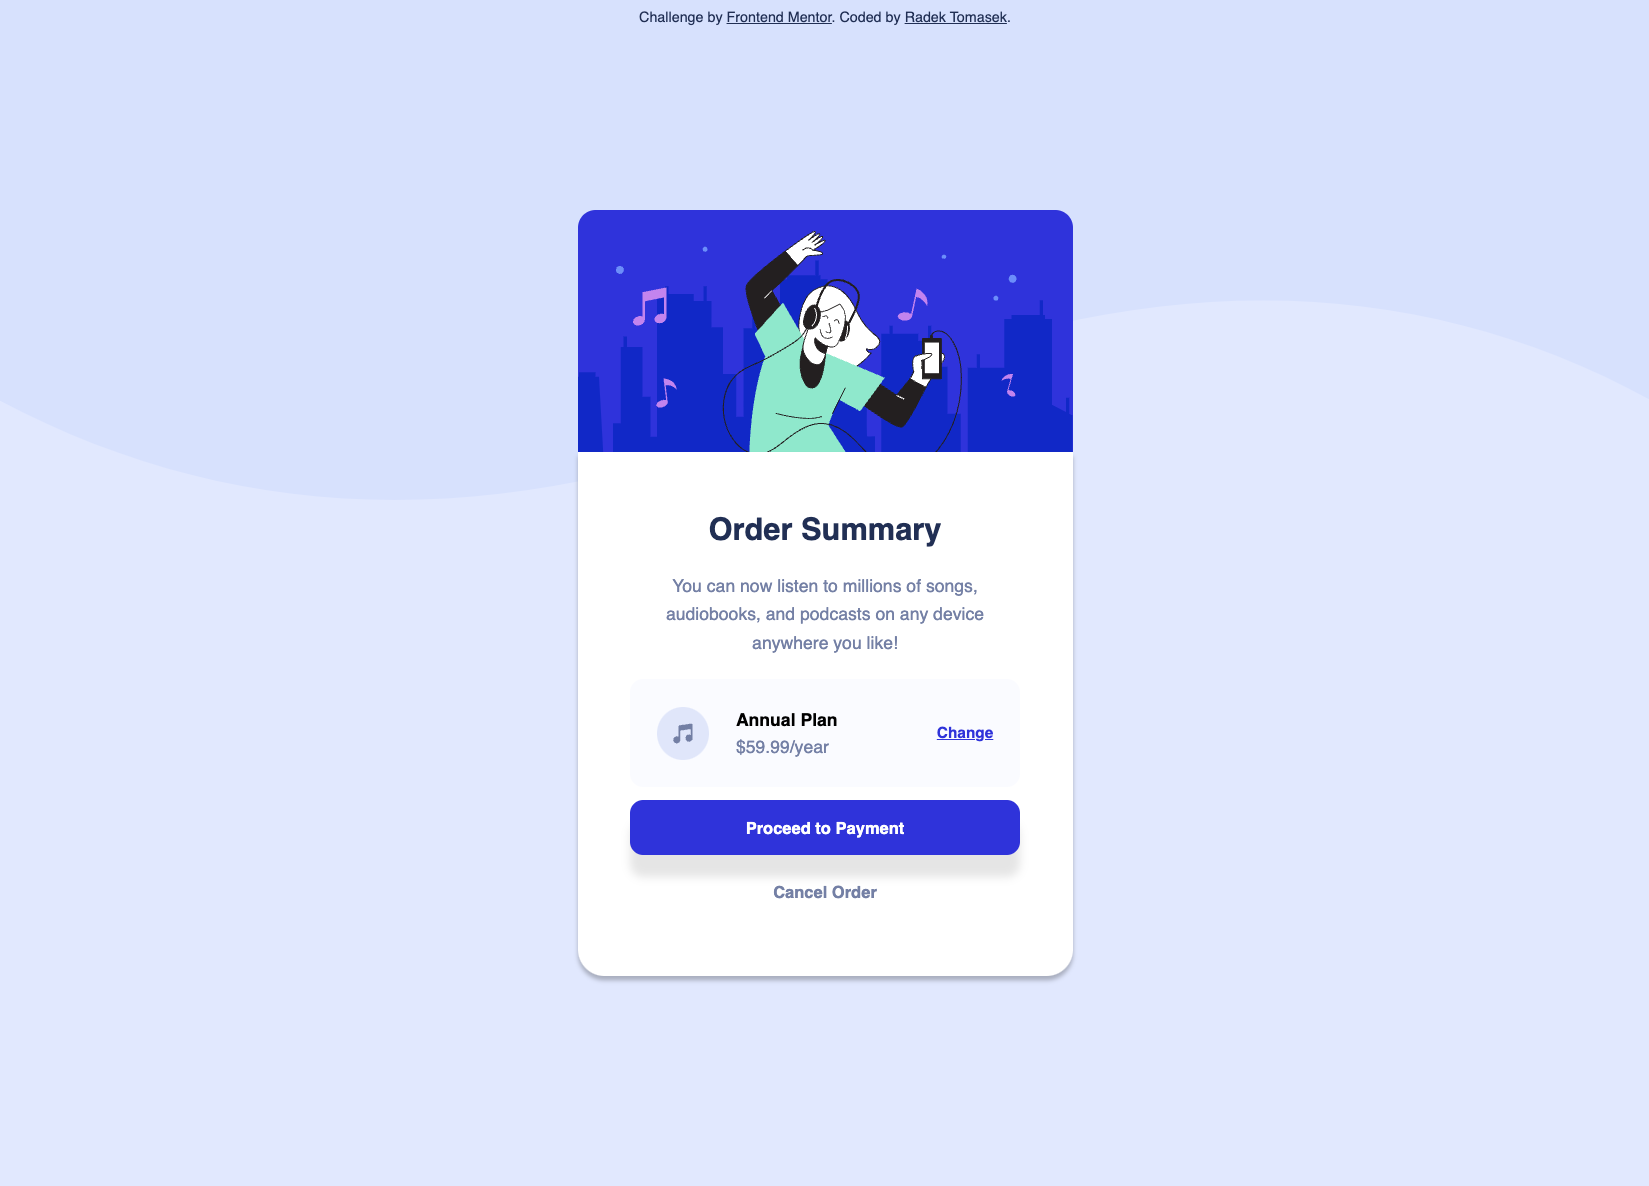 Challenge by Frontend Mentor. Coded by Radek Tomasek.
Order Summary
You can now listen to millions of songs,
audiobooks, and podcasts on any device
anywhere you like!
Annual Plan
$59.99/year
Change
Proceed to Payment
Cancel Order